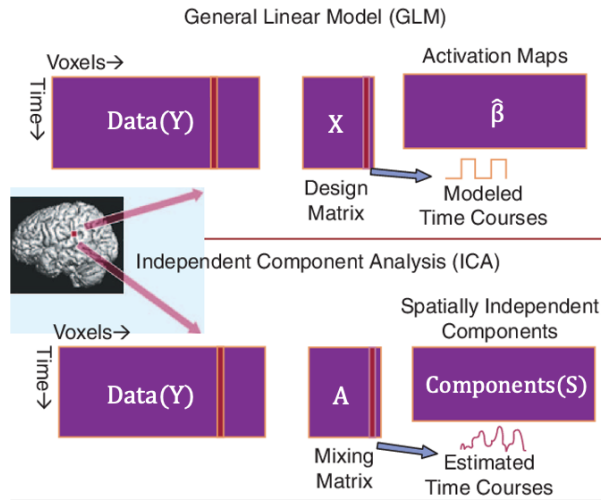 General Linear Model (GLM)
Voxels→
Time→
Data(Y)
X
Design
Matrix
Activation Maps
β̂
Modeled
Time Courses
Independent Component Analysis (ICA)
Voxels→
Time→
Data(Y)
A
Mixing
Matrix
Spatially Independent
Components
Components(S)
Estimated
Time Courses